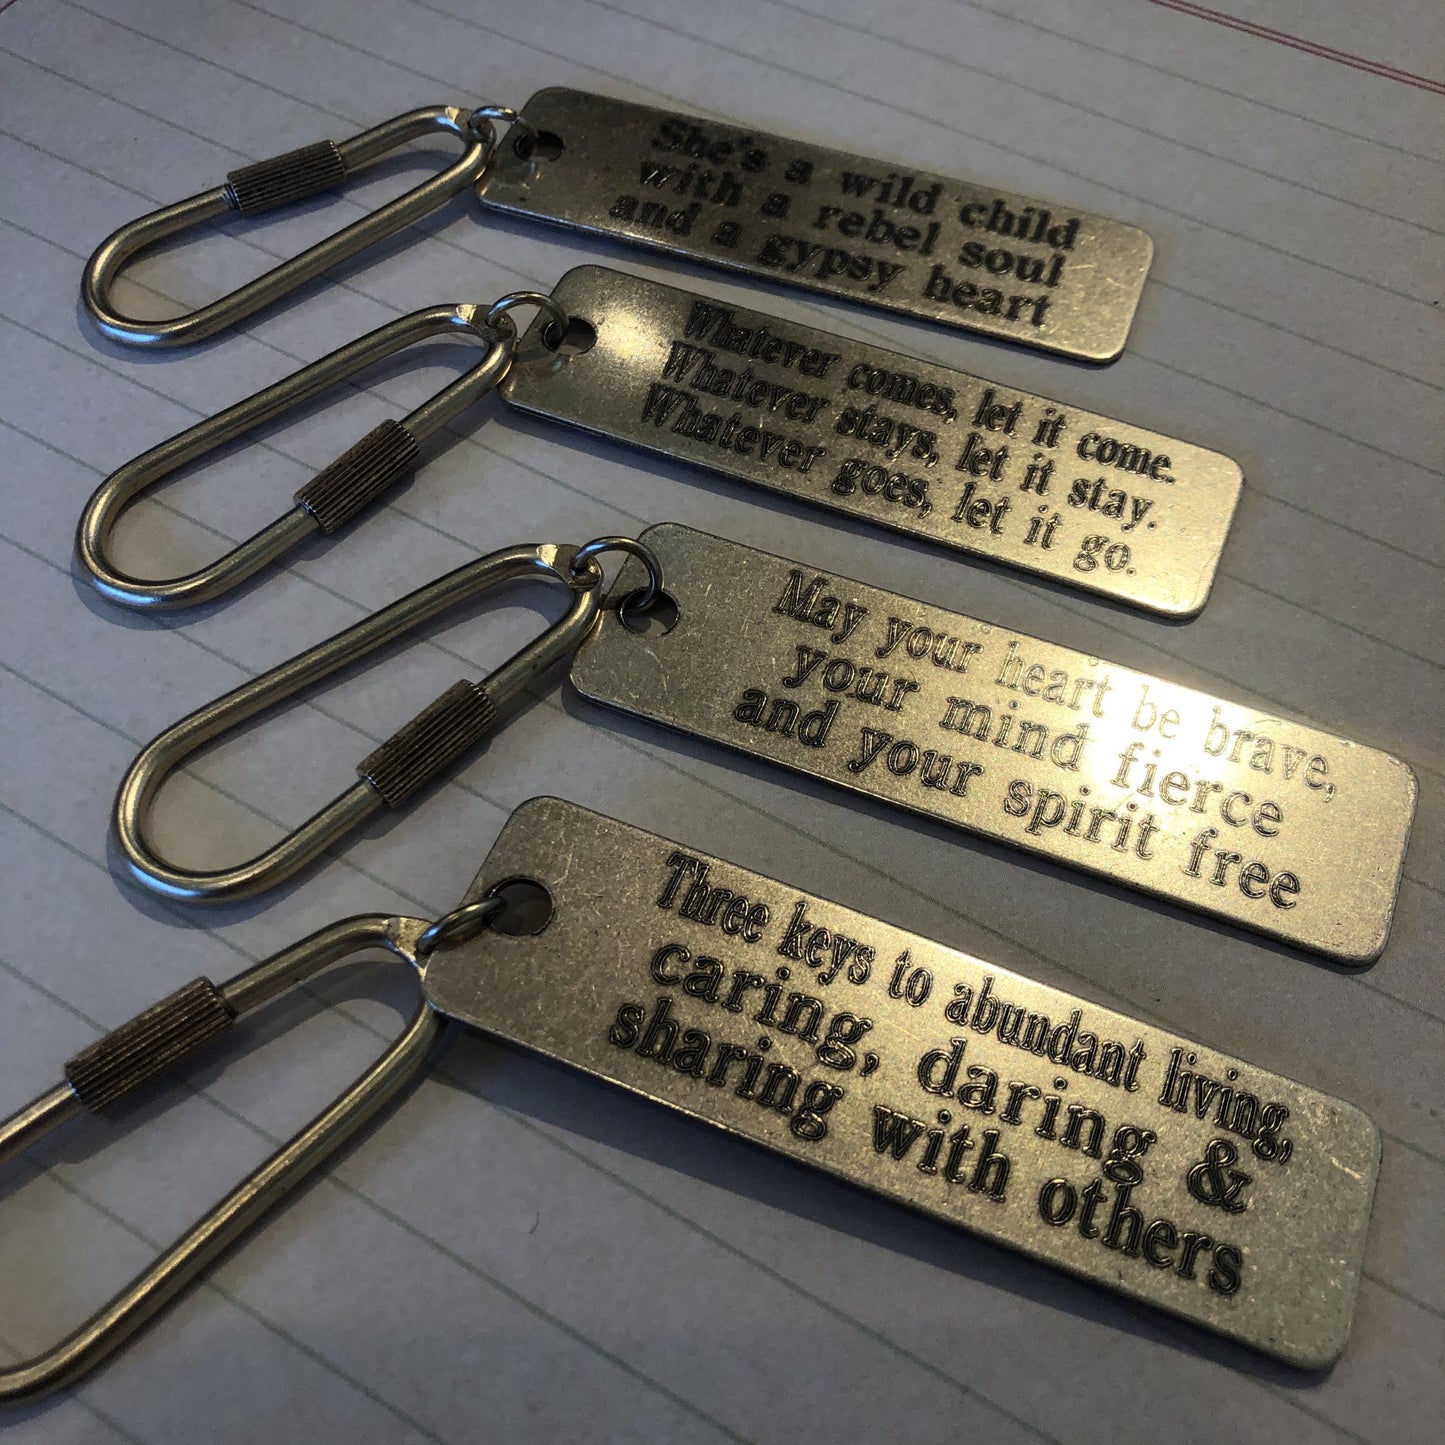 She's a wild child
with a rebel soul
and a gypsy heart
Whatever comes, let it come.
Whatever stays, let it stay.
Whatever goes, let it go.
May your heart be brave,
your mind fierce
and your spirit free
Three keys to abundant living,
caring, daring &
sharing with others